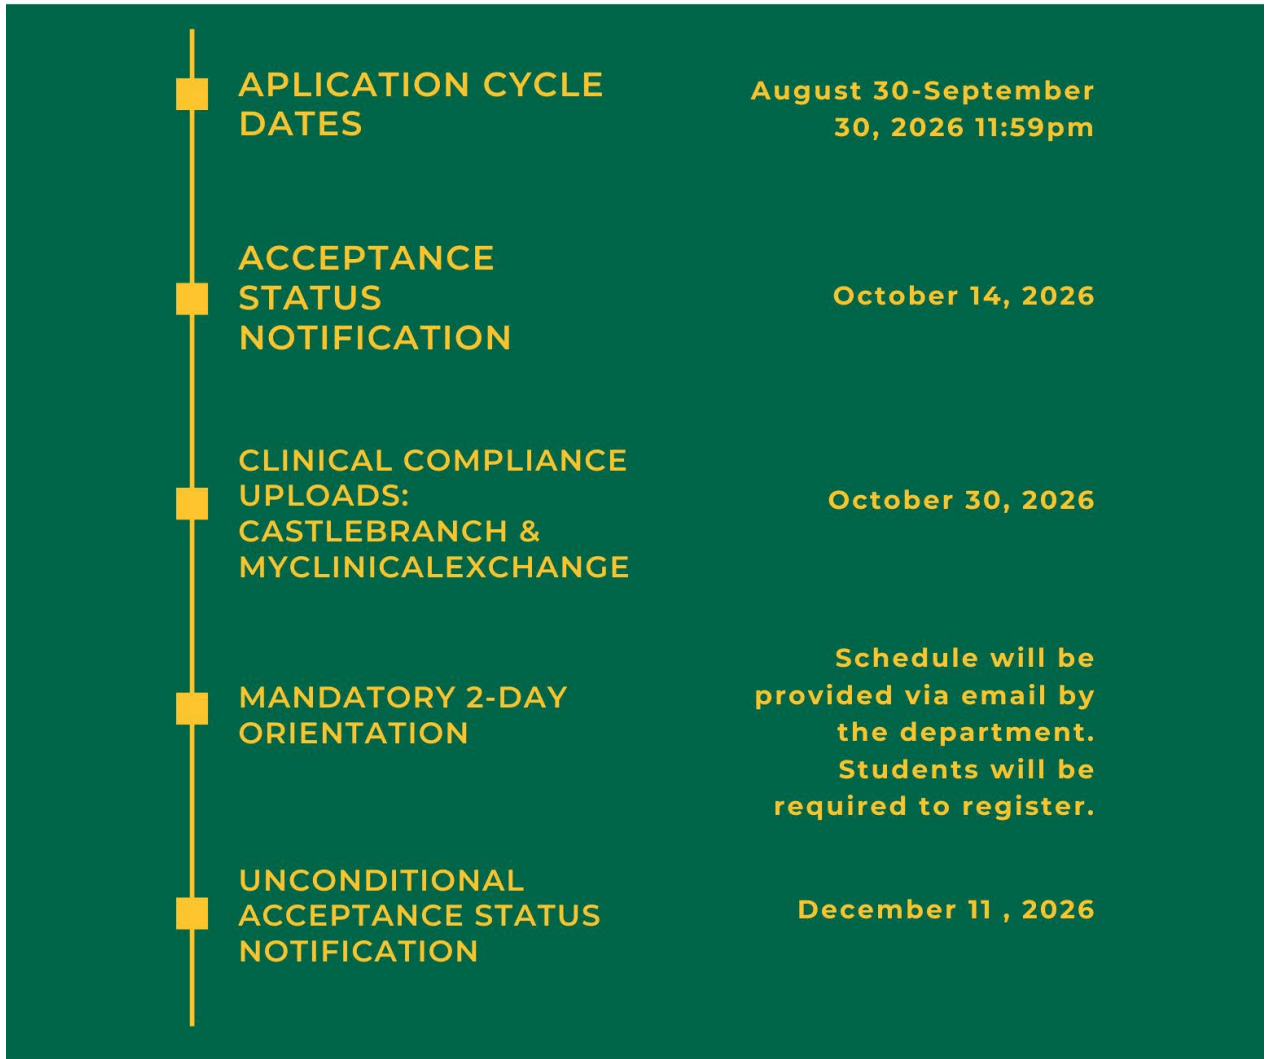 APLICATION CYCLE
DATES
August 30-September
30, 2026 11:59pm
ACCEPTANCE
STATUS
NOTIFICATION
October 14, 2026
CLINICAL COMPLIANCE
UPLOADS:
CASTLEBRANCH &
MYCLINICALEXCHANGE
October 30, 2026
MANDATORY 2-DAY
ORIENTATION
Schedule will be
provided via email by
the department.
Students will be
required to register.
UNCONDITIONAL
ACCEPTANCE STATUS
NOTIFICATION
December 11 , 2026